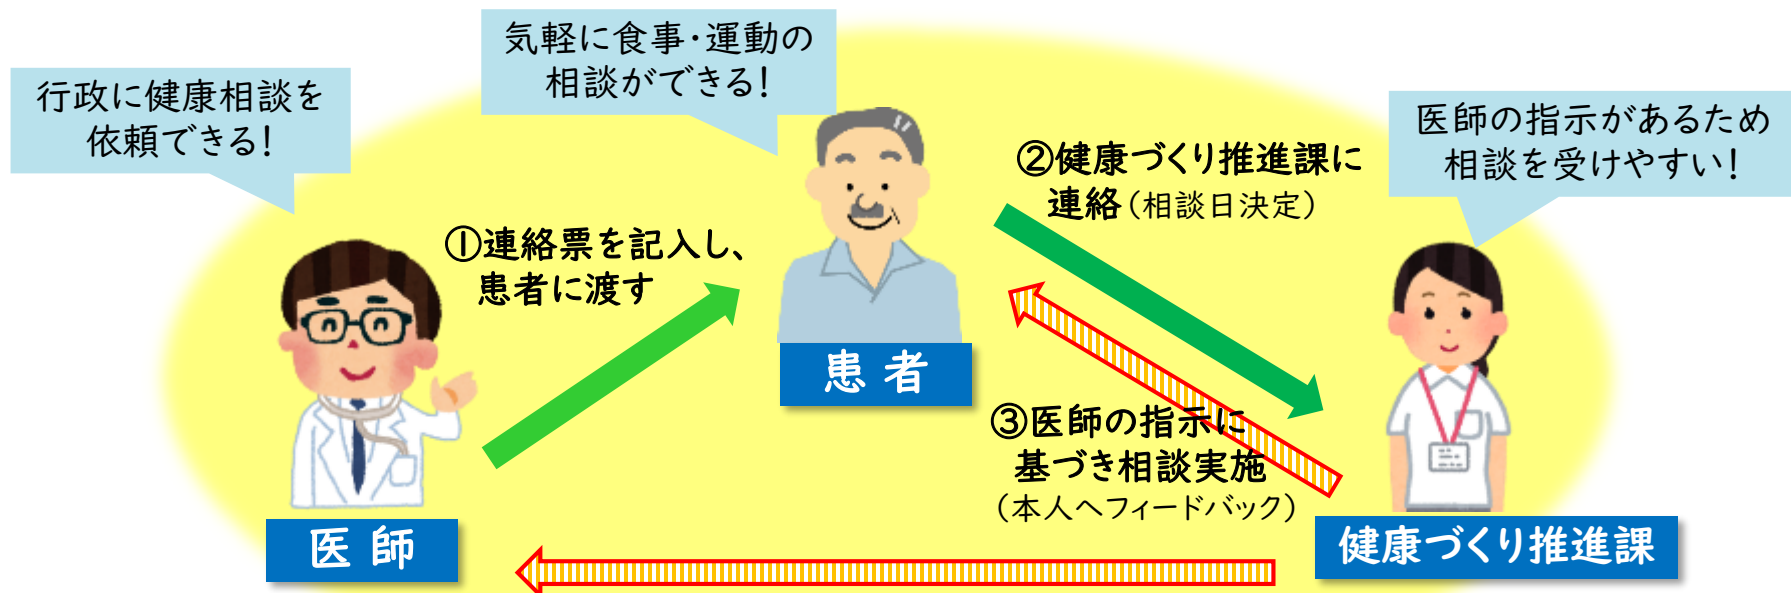 行政に健康相談を
依頼できる!
気軽に食事・運動の
相談ができる!
医師の指示があるため
相談を受けやすい!
①連絡票を記入し、
患者に渡す
②健康づくり推進課に
連絡(相談日決定)
患者
③医師の指示に
基づき相談実施
(本人へフィードバック)
医師
健康づくり推進課